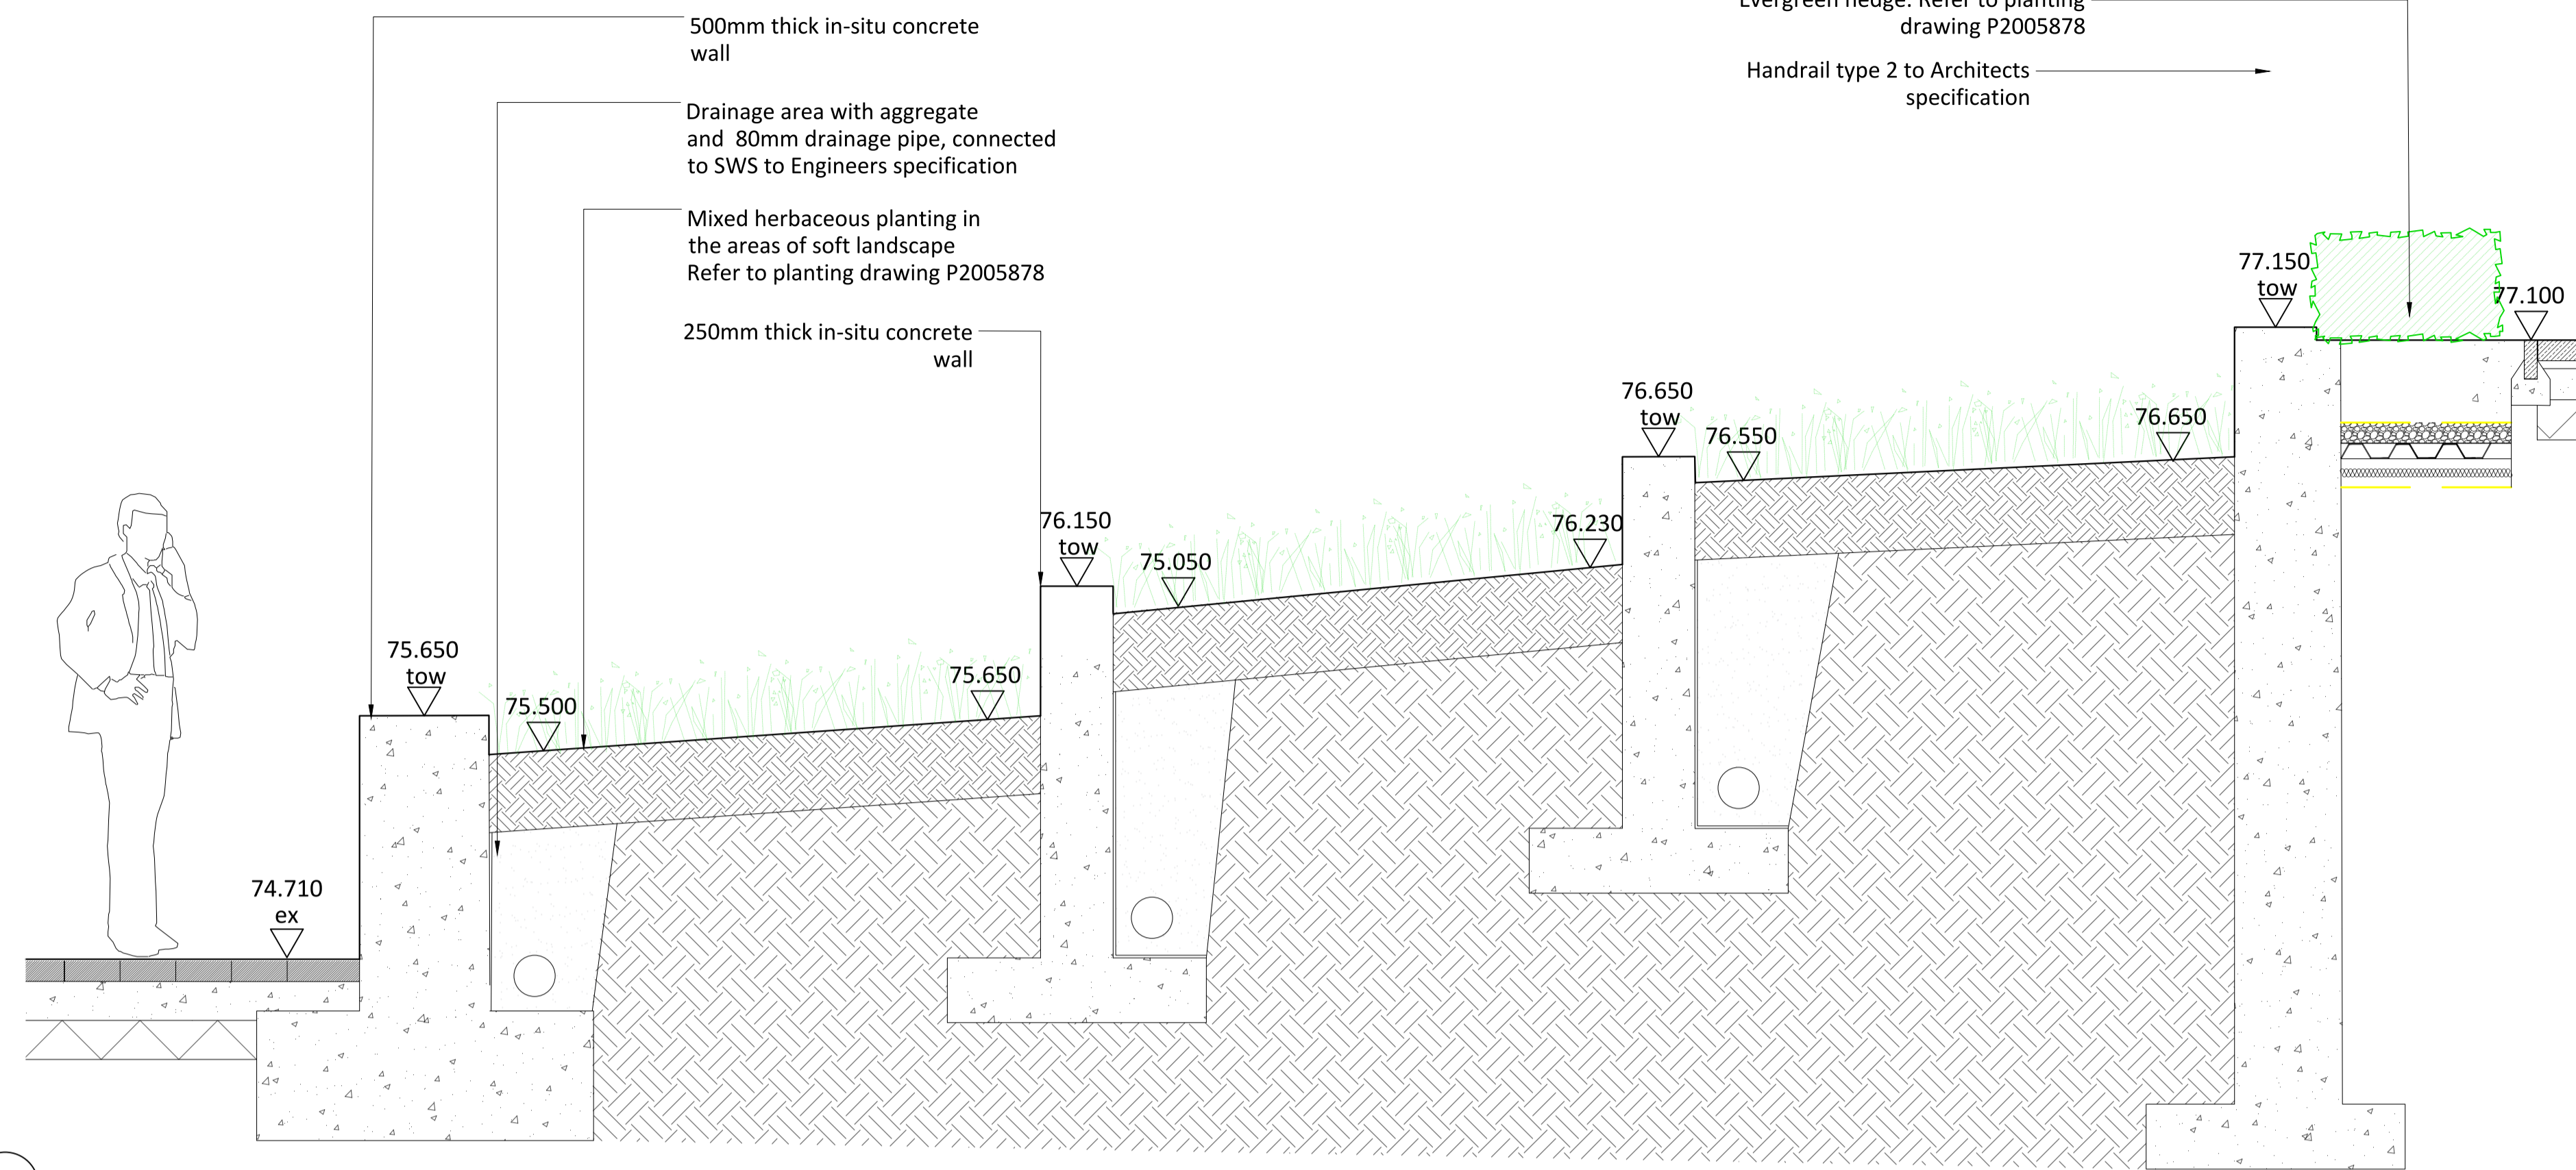 500mm thick in-situ concrete
wall
Drainage area with aggregate
and 80mm drainage pipe, connected
to SWS to Engineers specification
Mixed herbaceous planting in
the areas of soft landscape
Refer to planting drawing P2005878
250mm thick in-situ concrete
wall
Evergreen hedge. Refer to planting
drawing P2005878
Handrail type 2 to Architects
specification
77.150
tow
77.100
76.650
tow
76.550
76.650
76.150
tow
75.050
76.230
75.650
tow
75.500
75.650
74.710
ex